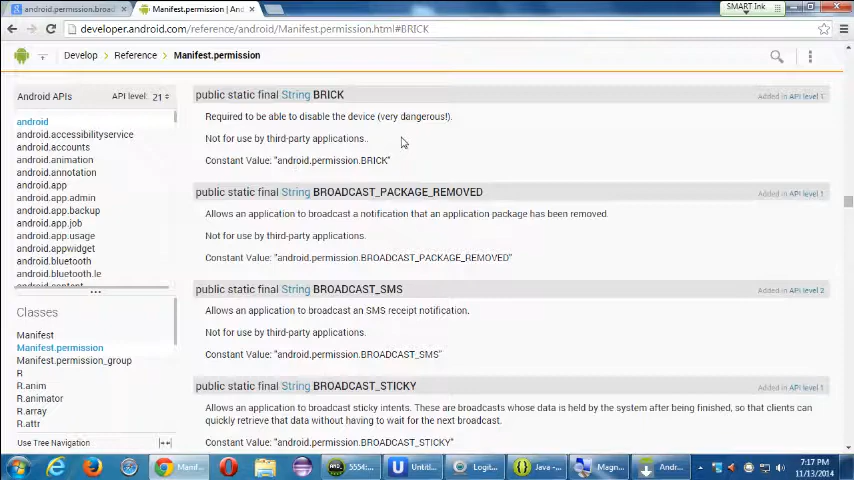 android.permission.broad
Manifest.permission | And
SMART Ink
developer.android.com/reference/android/Manifest.permission.html#BRICK
Develop > Reference > Manifest.permission
Android APIs
API level: 21
android
android.accessibilityservice
android.accounts
android.animation
android.annotation
android.app
android.app.admin
android.app.backup
android.app.job
android.app.usage
android.appwidget
android.bluetooth
android.bluetooth.le
android.content
Classes
Manifest
Manifest.permission
Manifest.permission_group
R
R.anim
R.animator
R.array
R.attr
Use Tree Navigation
public static final String BRICK
Added in API level 1
Required to be able to disable the device (very dangerous!).
Not for use by third-party applications..
Constant Value: "android.permission.BRICK"
public static final String BROADCAST_PACKAGE_REMOVED
Added in API level 1
Allows an application to broadcast a notification that an application package has been removed.
Not for use by third-party applications.
Constant Value: "android.permission.BROADCAST_PACKAGE_REMOVED"
public static final String BROADCAST_SMS
Added in API level 2
Allows an application to broadcast an SMS receipt notification.
Not for use by third-party applications.
Constant Value: "android.permission.BROADCAST_SMS"
public static final String BROADCAST_STICKY
Added in API level 1
Allows an application to broadcast sticky intents. These are broadcasts whose data is held by the system after being finished, so that clients can
quickly retrieve that data without having to wait for the next broadcast.
Constant Value: "android.permission.BROADCAST_STICKY"
Manif...
5554:...
Untitl...
Logit...
Java -...
Magn...
Andr...
7:17 PM
11/13/2014